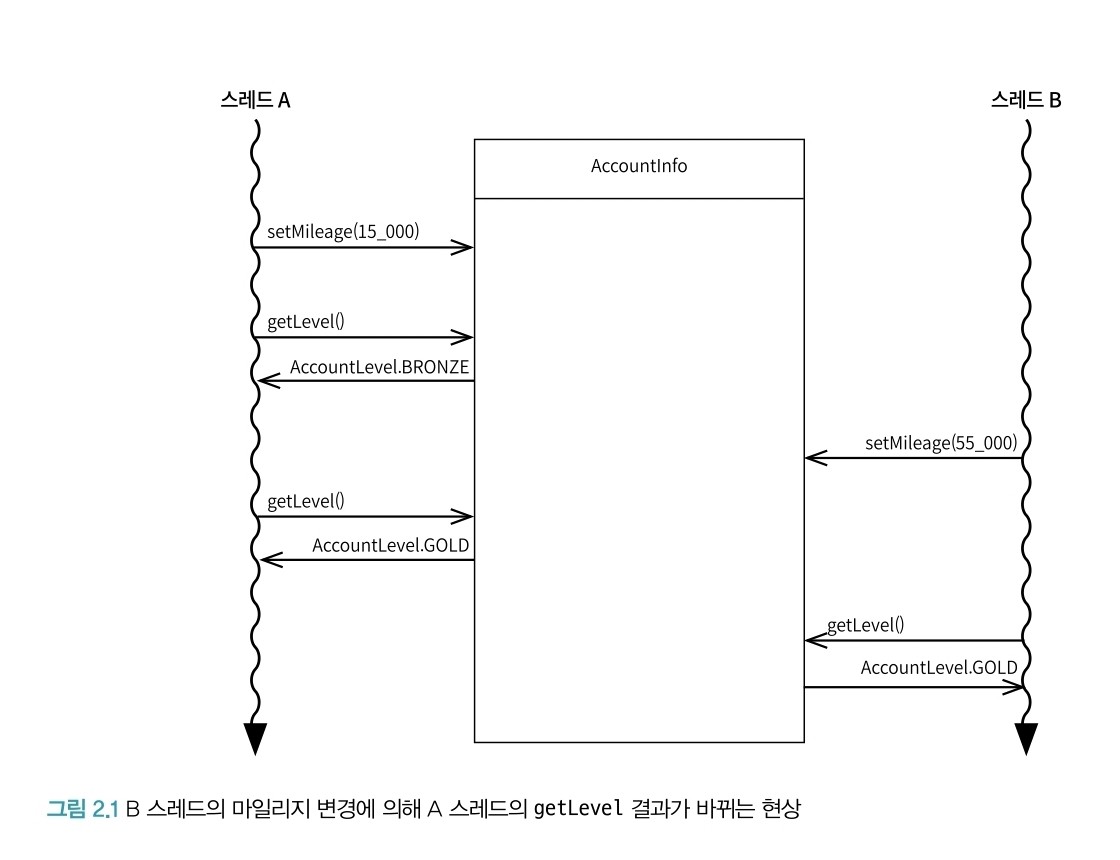 스레드 A
스레드 B
AccountInfo
setMileage(15_000)
getLevel()
AccountLevel.BRONZE
setMileage(55_000)
getLevel()
AccountLevel.GOLD
getLevel()
AccountLevel.GOLD
그림 2.1 B 스레드의 마일리지 변경에 의해 A 스레드의 getLevel 결과가 바뀌는 현상